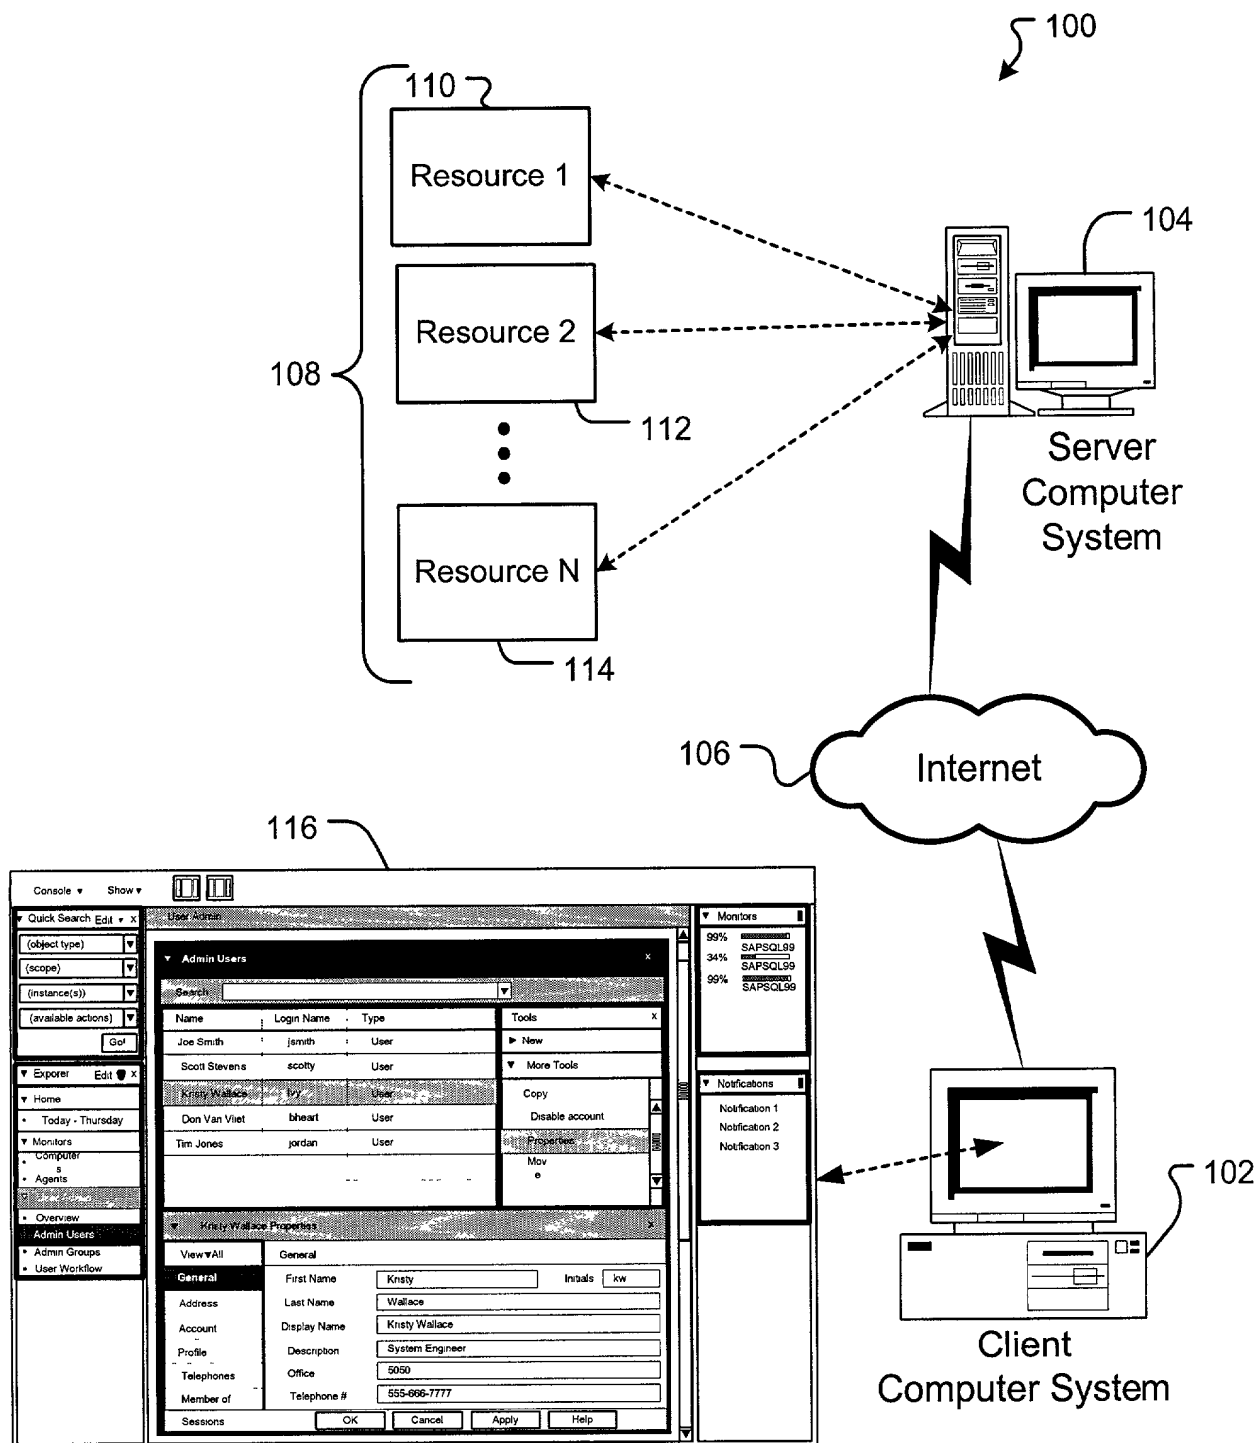 100
110
Resource 1
104
Resource 2
108
112
Server
Computer
System
Resource N
114
106
Internet
116
Console Show
Quick Search Edit x
(object type)
(scope)
(instance(s))
(available actions)
Go!
Exporer Edit x
Home
Today - Thursday
Monitors
Computer
s
Agents
Overview
Admin Users
Admin Groups
User Workflow
User Admin
Admin Users x
Search
Name Login Name Type
Joe Smith jsmith User
Scott Stevens scotty User
Kristy Wallace Ivy User
Don Van Vliet bheart User
Tim Jones jordan User
Tools x
New
More Tools
Copy
Disable account
Properties
Mov
e
Kristy Wallace Properties x
View All
General
Address
Account
Profile
Telephones
Member of
Sessions
General
First Name Kristy Initials kw
Last Name Wallace
Display Name Kristy Wallace
Description System Engineer
Office 5050
Telephone # 555-666-7777
OK Cancel Apply Help
Monitors
99% SAPSQL99
34% SAPSQL99
99% SAPSQL99
Notifications
Notification 1
Notification 2
Notification 3
102
Client
Computer System